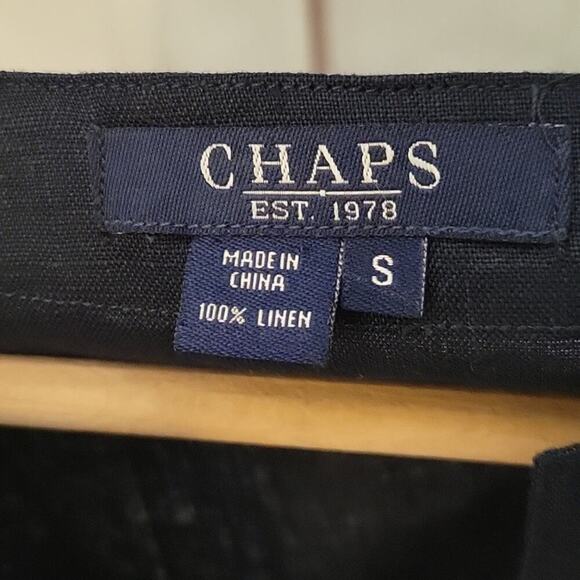 CHAPS
EST. 1978
MADE IN
CHINA
100% LINEN
S